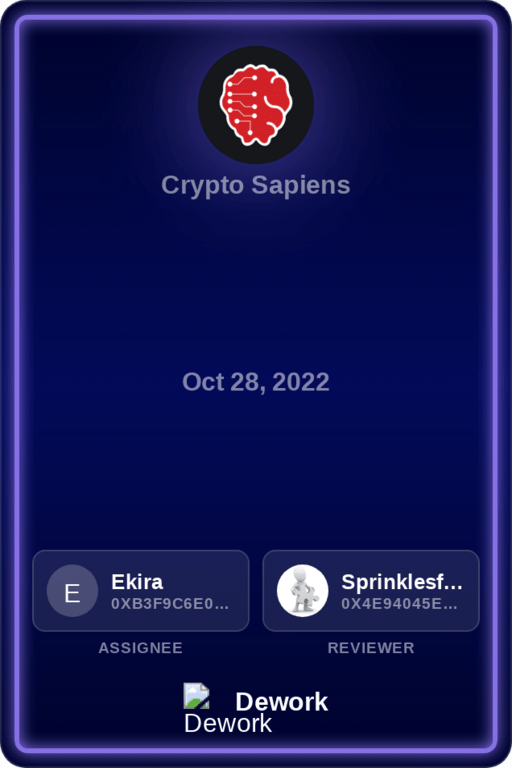 Crypto Sapiens
Oct 28, 2022
E
Ekira
0XB3F9C6E0...
ASSIGNEE
Sprinklesf...
0X4E94045E...
REVIEWER
Dework
Dework